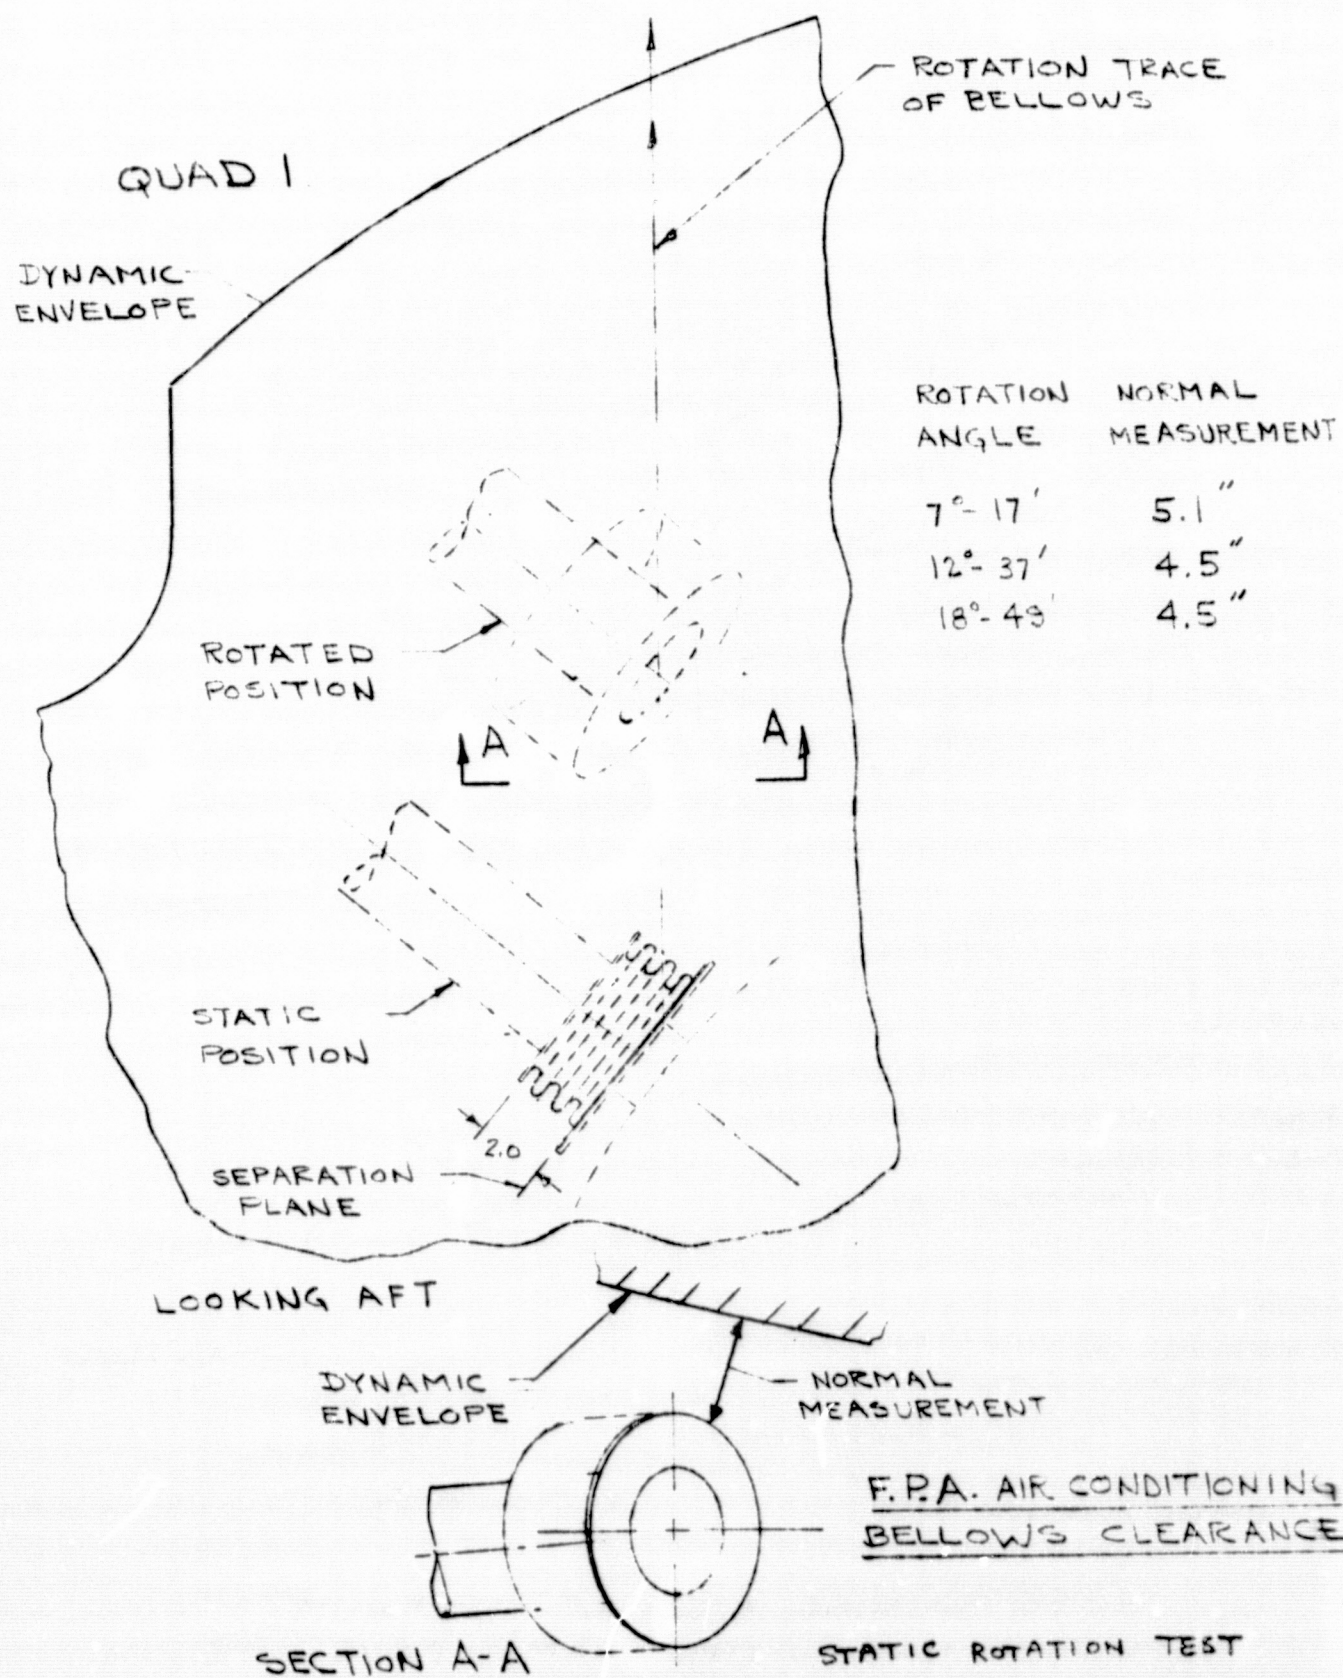 ROTATION TRACE
OF BELLOWS
QUAD 1
DYNAMIC
ENVELOPE
ROTATION NORMAL
ANGLE MEASUREMENT
7°-17' 5.1"
12°-37' 4.5"
18°-49' 4.5"
ROTATED
POSITION
A A
STATIC
POSITION
2.0
SEPARATION
PLANE
LOOKING AFT
DYNAMIC
ENVELOPE
NORMAL
MEASUREMENT
F.P.A. AIR CONDITIONING
BELLOWS CLEARANCE
SECTION A-A
STATIC ROTATION TEST